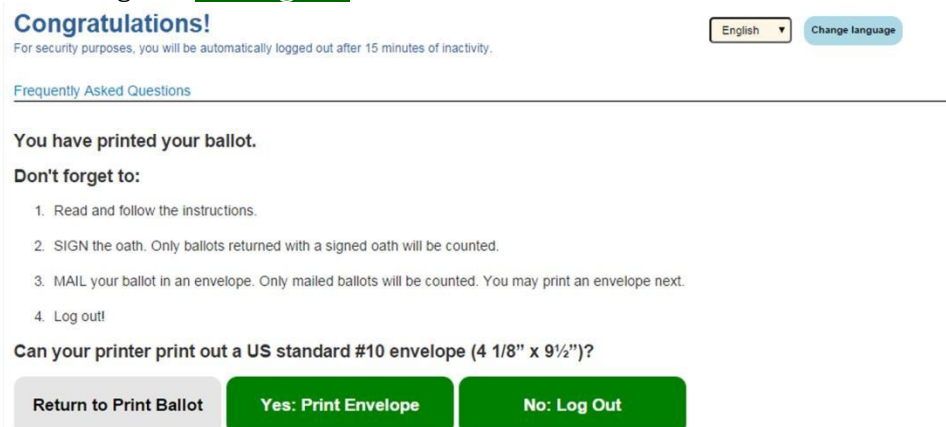 Congratulations!
For security purposes, you will be automatically logged out after 15 minutes of inactivity.
English ▼
Change language
Frequently Asked Questions
You have printed your ballot.
Don't forget to:
1. Read and follow the instructions.
2. SIGN the oath. Only ballots returned with a signed oath will be counted.
3. MAIL your ballot in an envelope. Only mailed ballots will be counted. You may print an envelope next.
4. Log out!
Can your printer print out a US standard #10 envelope (4 1/8" x 9½")?
Return to Print Ballot
Yes: Print Envelope
No: Log Out